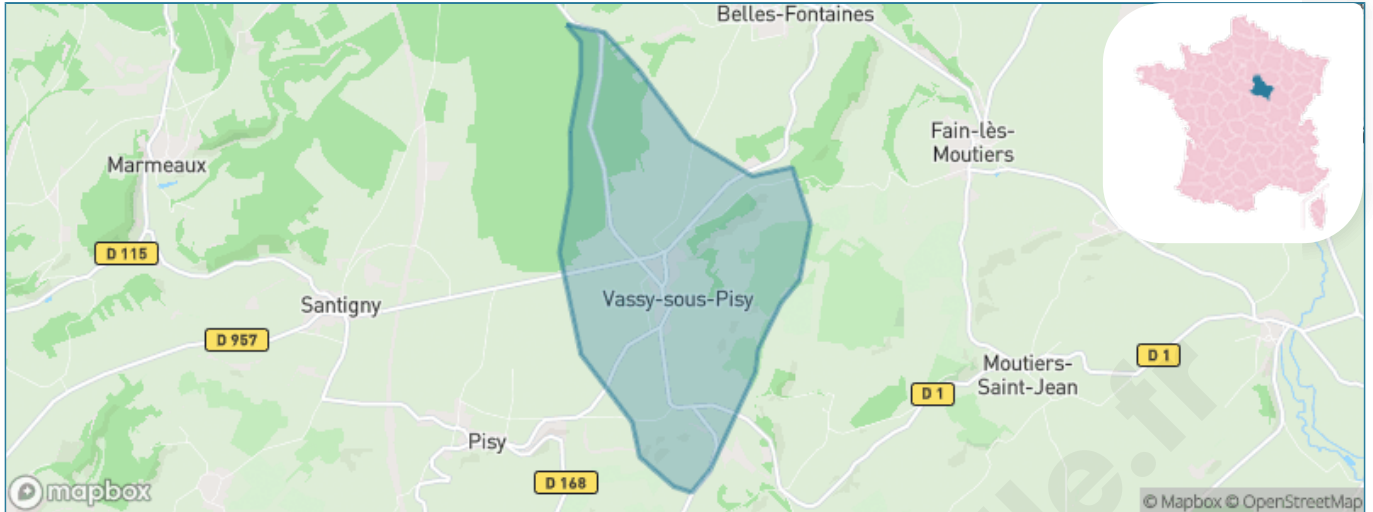 Belles-Fontaines
Fain-lès-
Moutiers
Marmeaux
D 115
Santigny
Vassy-sous-Pisy
D 957
D 1
Moutiers-
Saint-Jean
D 1
Pisy
D 168
mapbox
© Mapbox © OpenStreetMap